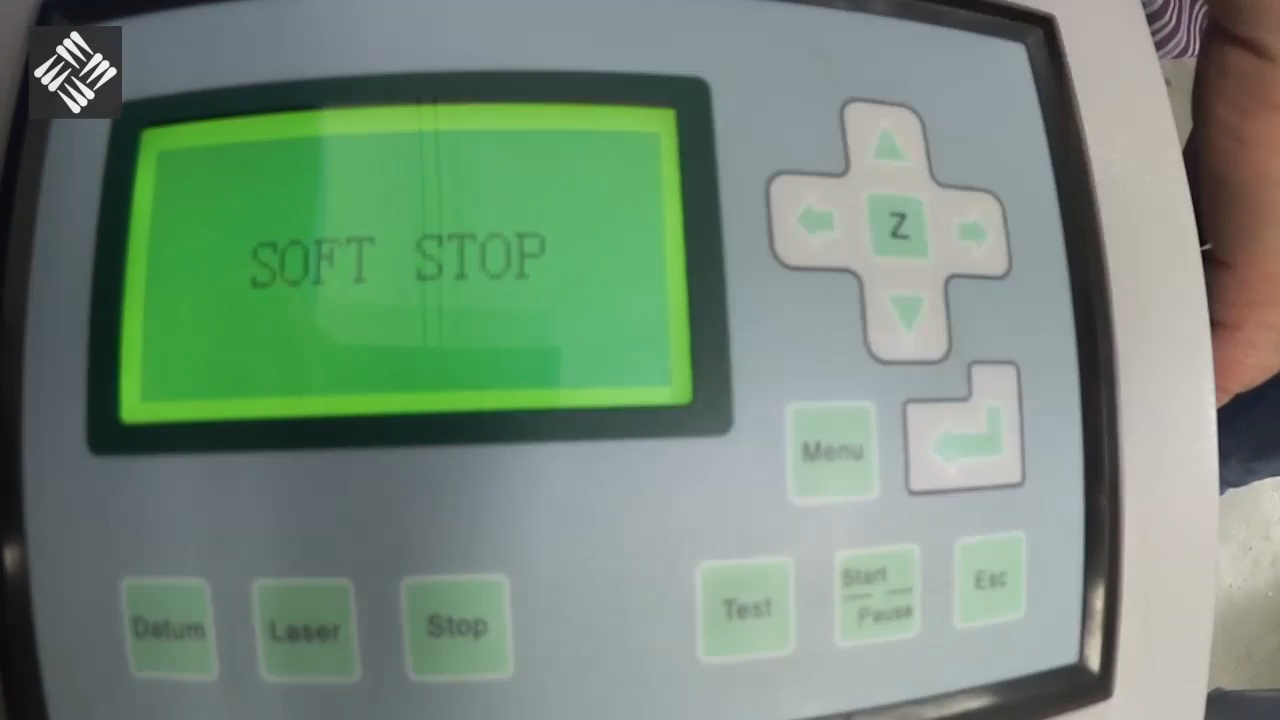 SOFT STOP
Z
Menu
Datum
Laser
Stop
Test
Start
Pause
Esc